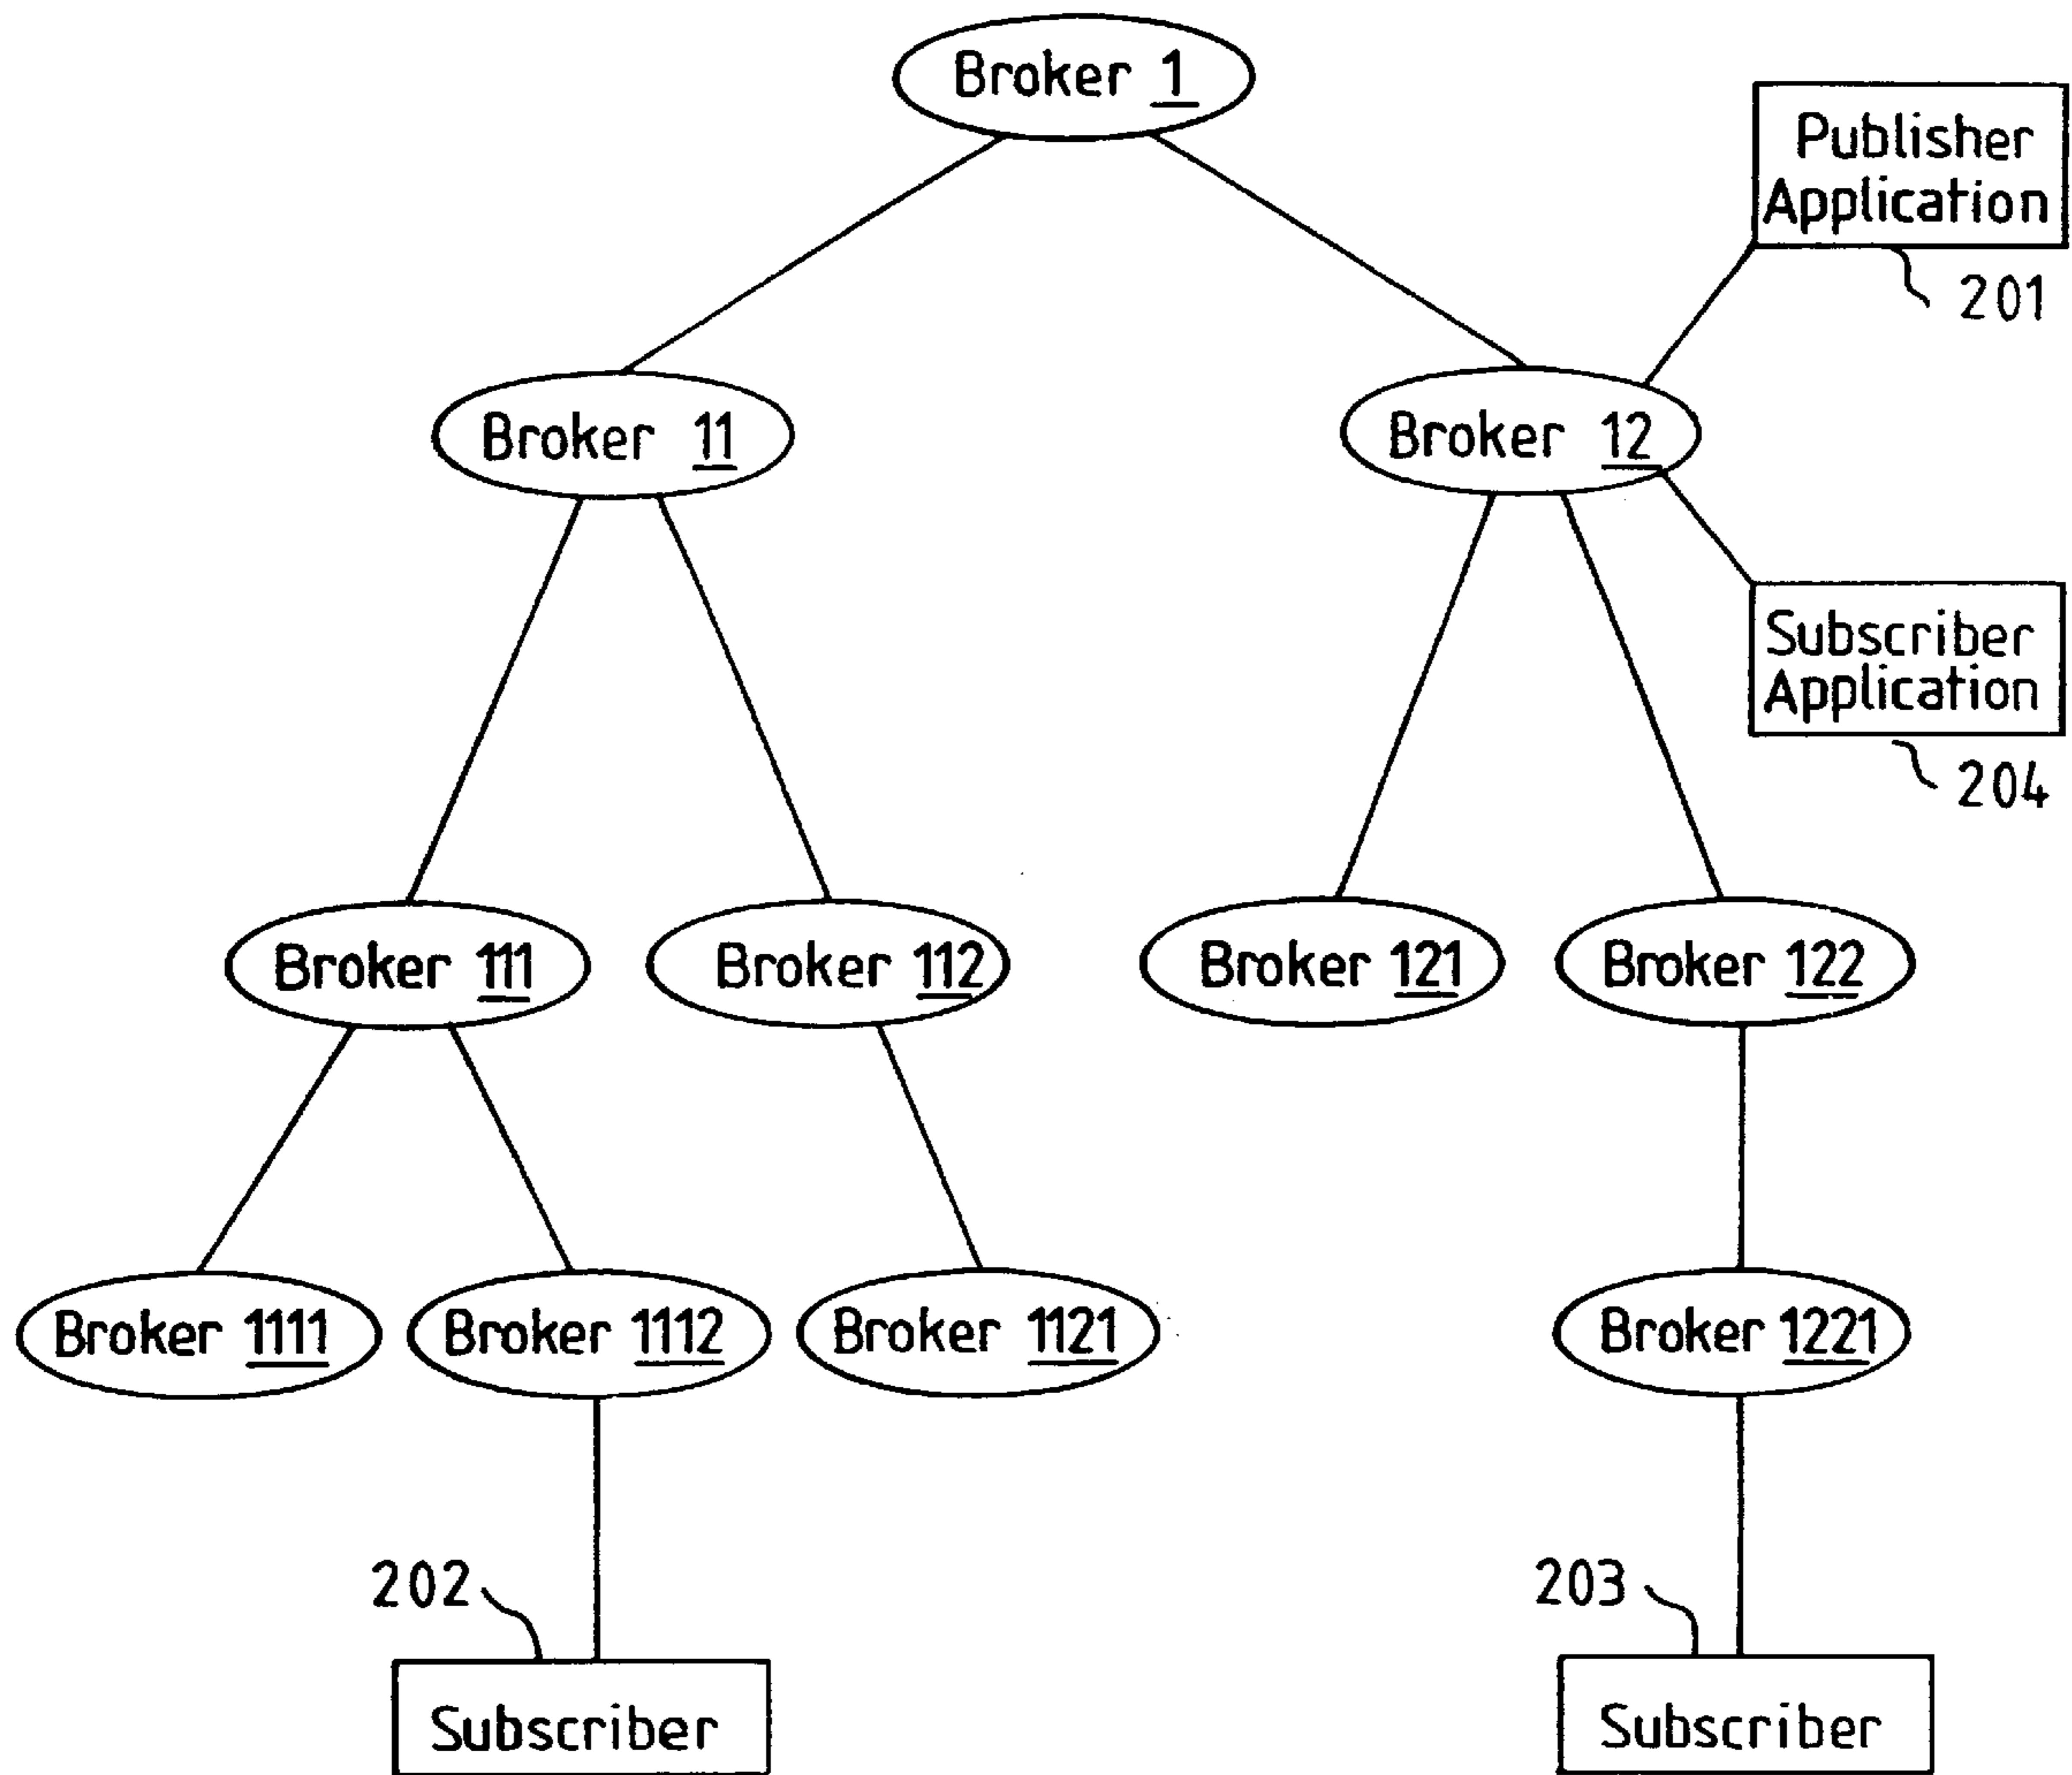 Broker 1
Publisher
Application
201
Broker 11
Broker 12
Subscriber
Application
204
Broker 111
Broker 112
Broker 121
Broker 122
Broker 1111
Broker 1112
Broker 1121
Broker 1221
202
203
Subscriber
Subscriber